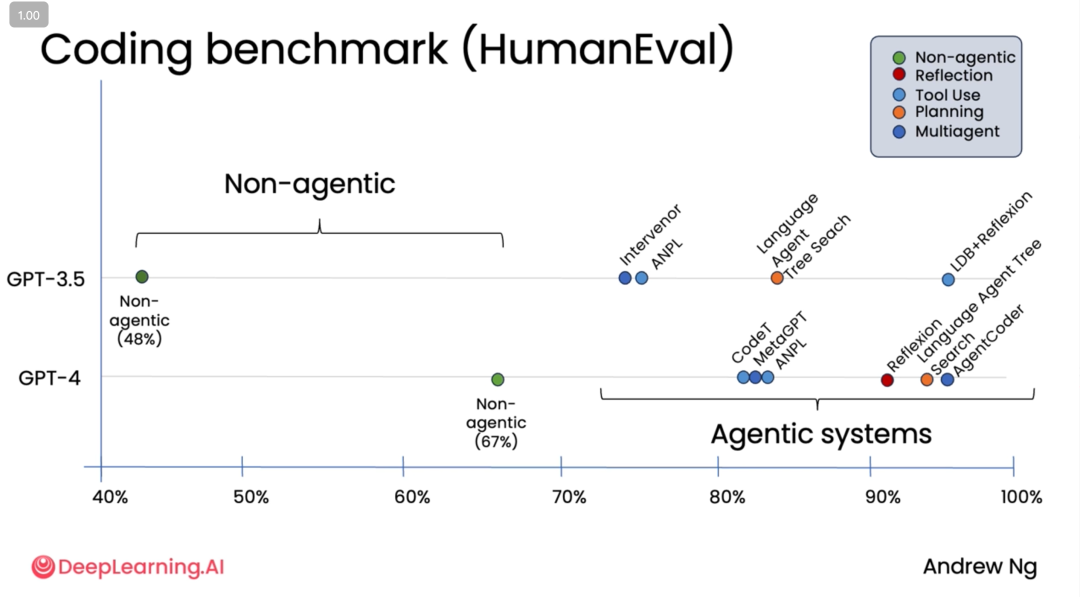 1.00
Coding benchmark (HumanEval)
Non-agentic
Reflection
Tool Use
Planning
Multiagent
Non-agentic
GPT-3.5
Non-
agentic
(48%)
Intervenor
ANPL
Language
Agent
Tree Seach
LDB+Reflexion
GPT-4
Non-
agentic
(67%)
CodeT
MetaGPT
ANPL
Reflexion
Language Agent Tree
Search
AgentCoder
Agentic systems
40%
50%
60%
70%
80%
90%
100%
DeepLearning.AI
Andrew Ng